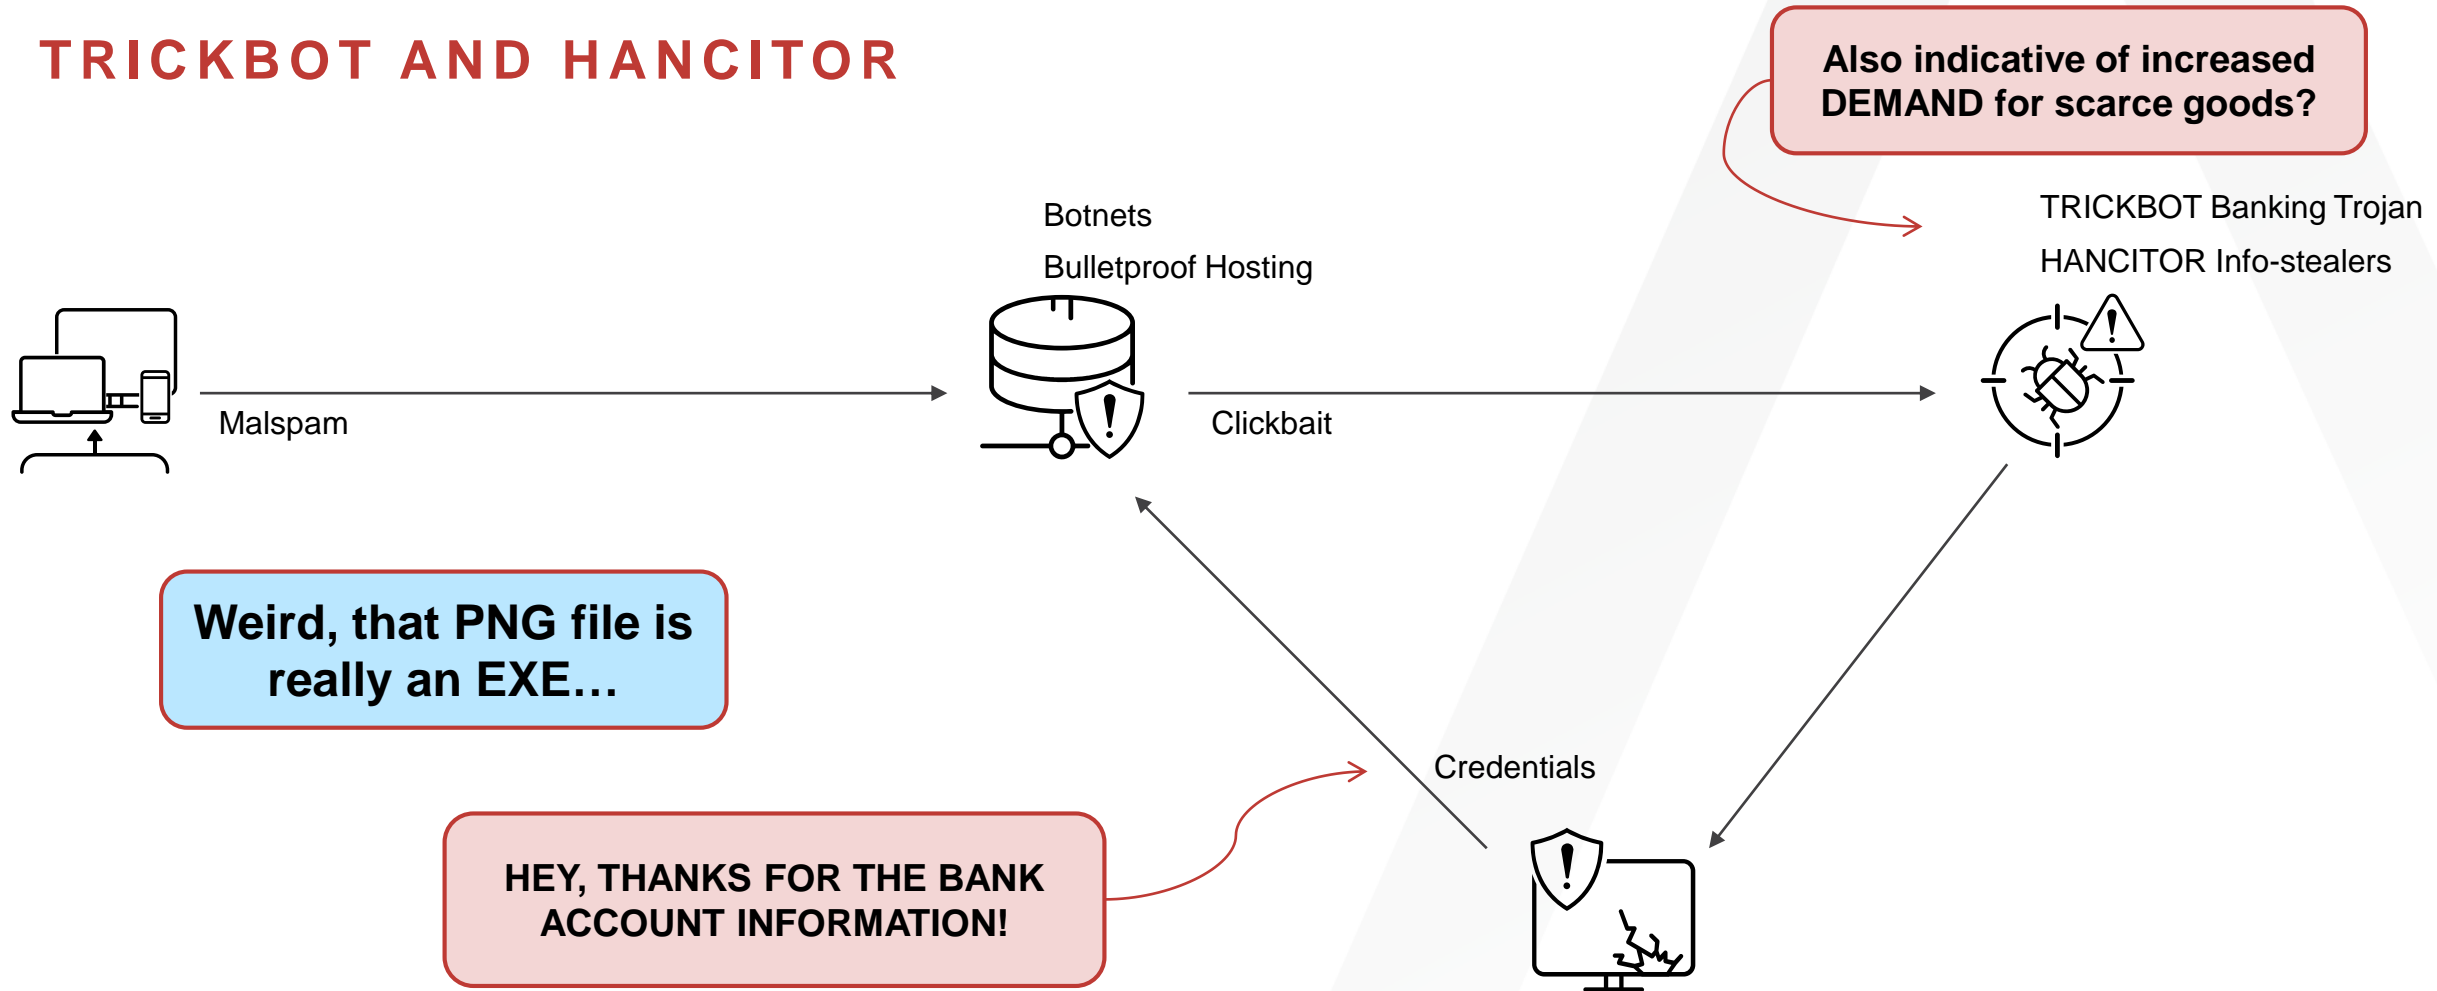 TRICKBOT AND HANCITOR
Also indicative of increased
DEMAND for scarce goods?
Botnets
Bulletproof Hosting
TRICKBOT Banking Trojan
HANCITOR Info-stealers
Malspam
Clickbait
Weird, that PNG file is
really an EXE…
Credentials
HEY, THANKS FOR THE BANK
ACCOUNT INFORMATION!